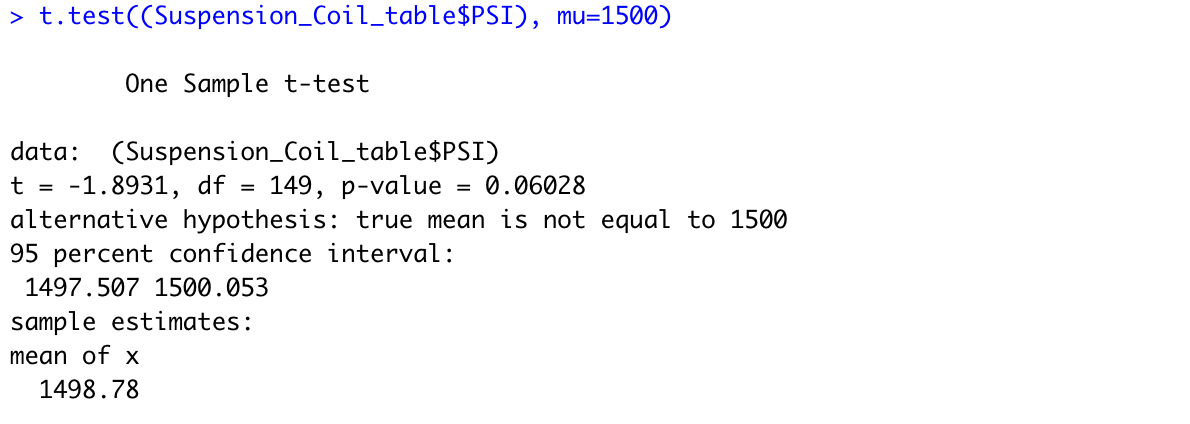 > t.test((Suspension_Coil_table$PSI), mu=1500)
One Sample t-test
data:  (Suspension_Coil_table$PSI)
t = -1.8931, df = 149, p-value = 0.06028
alternative hypothesis: true mean is not equal to 1500
95 percent confidence interval:
1497.507 1500.053
sample estimates:
mean of x
1498.78